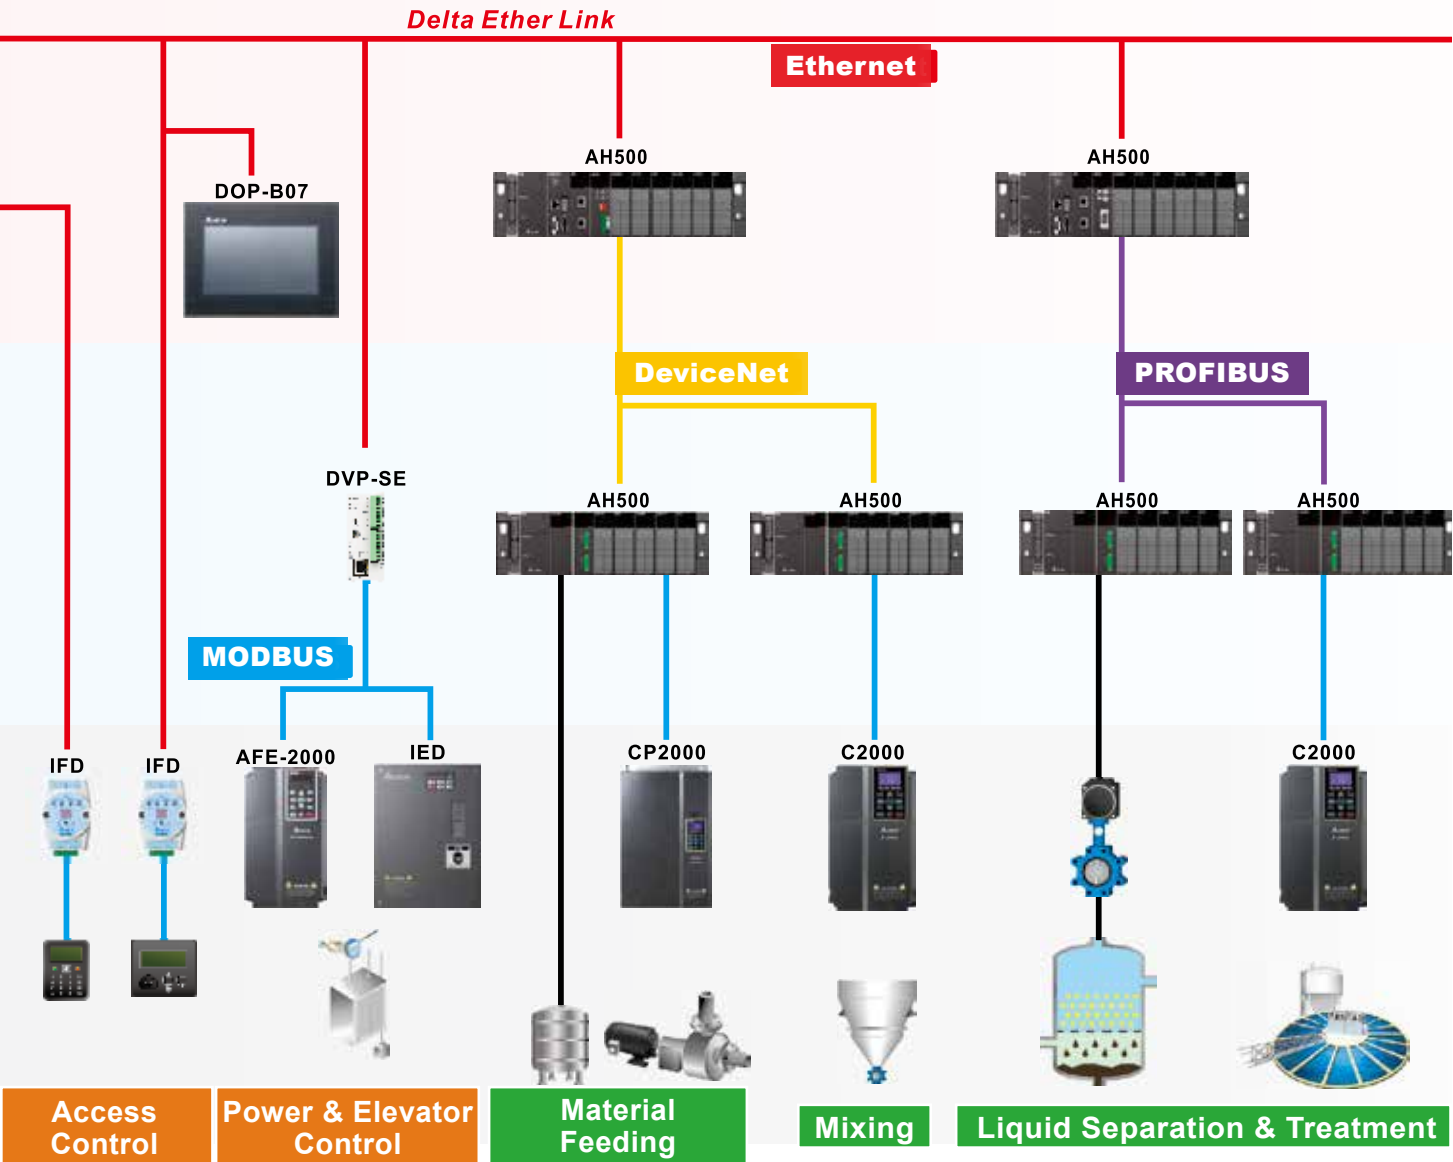 Delta Ether Link
Ethernet
AH500
AH500
DOP-B07
DeviceNet
PROFIBUS
DVP-SE
AH500
AH500
AH500
AH500
MODBUS
IFD
IFD
AFE-2000
IED
CP2000
C2000
C2000
Access
Control
Power & Elevator
Control
Material
Feeding
Mixing
Liquid Separation & Treatment